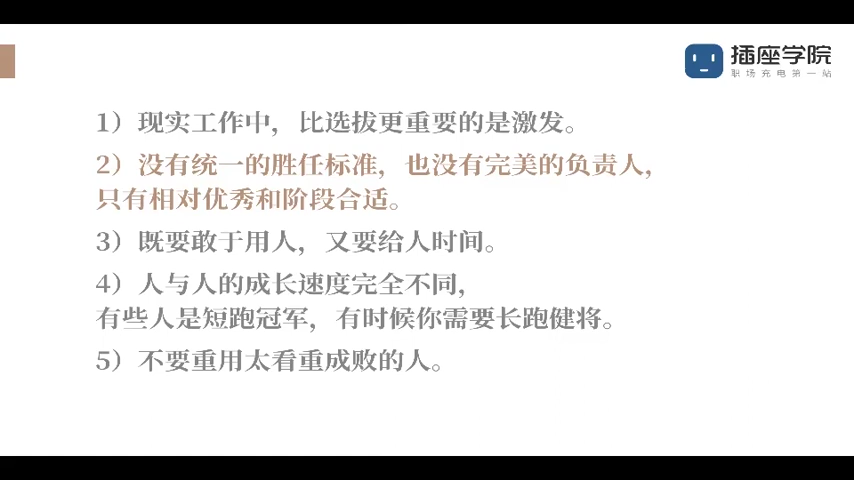 插座学院
职场充电第一站
1）现实工作中，比选拔更重要的是激发。
2）没有统一的胜任标准，也没有完美的负责人，
只有相对优秀和阶段合适。
3）既要敢于用人，又要给人时间。
4）人与人的成长速度完全不同，
有些人是短跑冠军，有时候你需要长跑健将。
5）不要重用太看重成败的人。